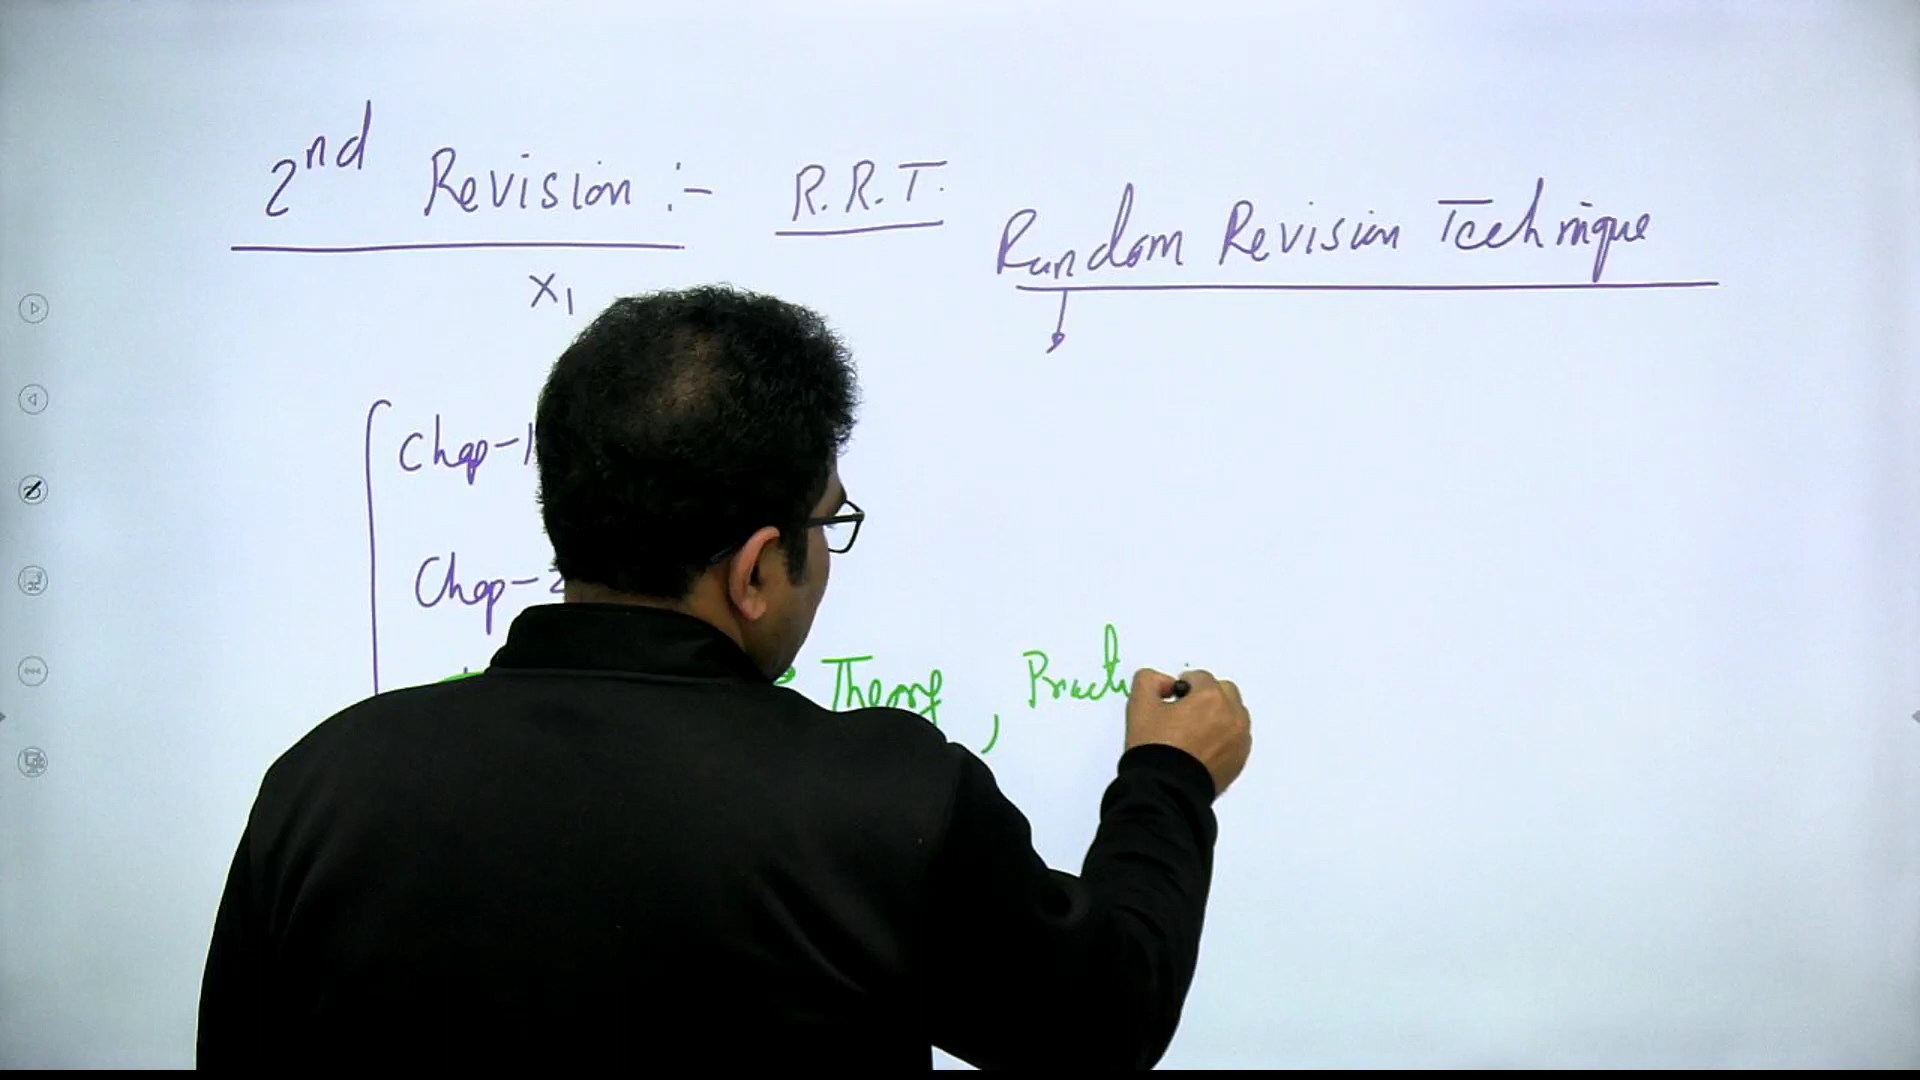 2nd Revision :- R.R.T.
Random Revision Technique
X1
Chap-1
Chap-2
Theory, Practi